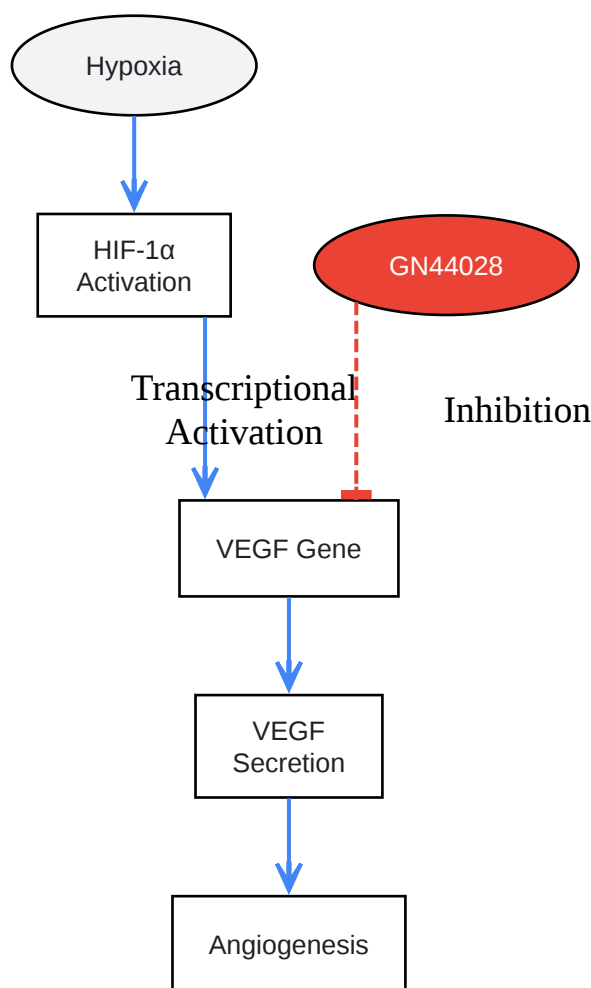 Hypoxia
HIF-1α
Activation
GN44028
Transcriptional
Activation
Inhibition
VEGF Gene
VEGF
Secretion
Angiogenesis